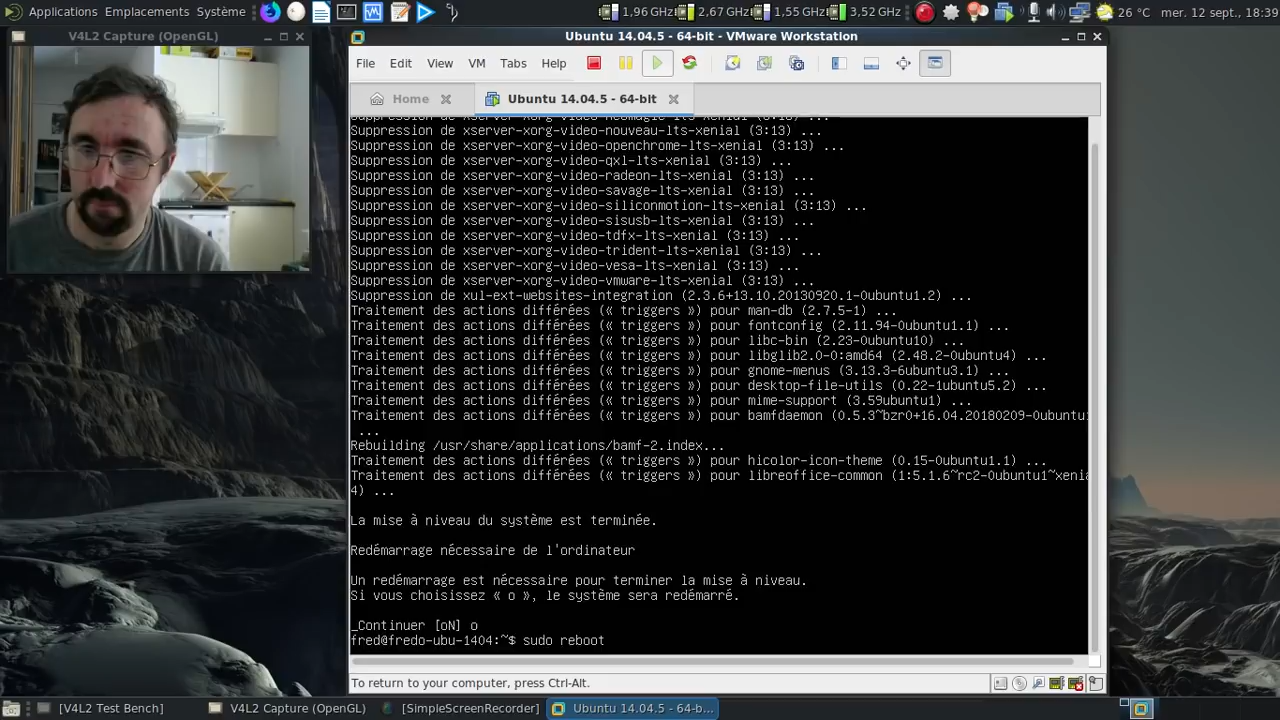 Applications Emplacements Système
1,96 GHz 2,67 GHz 1,55 GHz 3,52 GHz
26 °C mer. 12 sept., 18:39
V4L2 Capture (OpenGL)
Ubuntu 14.04.5 - 64-bit - VMware Workstation
File Edit View VM Tabs Help
Home
Ubuntu 14.04.5 - 64-bit
Suppression de xserver-xorg-video-neomagic-lts-xenial (3:13) ...
Suppression de xserver-xorg-video-nouveau-lts-xenial (3:13) ...
Suppression de xserver-xorg-video-openchrome-lts-xenial (3:13) ...
Suppression de xserver-xorg-video-qxl-lts-xenial (3:13) ...
Suppression de xserver-xorg-video-radeon-lts-xenial (3:13) ...
Suppression de xserver-xorg-video-savage-lts-xenial (3:13) ...
Suppression de xserver-xorg-video-siliconmotion-lts-xenial (3:13) ...
Suppression de xserver-xorg-video-sisusb-lts-xenial (3:13) ...
Suppression de xserver-xorg-video-tdfx-lts-xenial (3:13) ...
Suppression de xserver-xorg-video-trident-lts-xenial (3:13) ...
Suppression de xserver-xorg-video-vesa-lts-xenial (3:13) ...
Suppression de xserver-xorg-video-vmware-lts-xenial (3:13) ...
Suppression de xul-ext-websites-integration (2.3.6+13.10.20130920.1-0ubuntu1.2) ...
Traitement des actions différées (« triggers ») pour man-db (2.7.5-1) ...
Traitement des actions différées (« triggers ») pour fontconfig (2.11.94-0ubuntu1.1) ...
Traitement des actions différées (« triggers ») pour libc-bin (2.23-0ubuntu10) ...
Traitement des actions différées (« triggers ») pour libglib2.0-0:amd64 (2.48.2-0ubuntu4) ...
Traitement des actions différées (« triggers ») pour gnome-menus (3.13.3-6ubuntu3.1) ...
Traitement des actions différées (« triggers ») pour desktop-file-utils (0.22-1ubuntu5.2) ...
Traitement des actions différées (« triggers ») pour mime-support (3.59ubuntu1) ...
Traitement des actions différées (« triggers ») pour bamfdaemon (0.5.3~bzr0+16.04.20180209-0ubuntu1
...
Rebuilding /usr/share/applications/bamf-2.index...
Traitement des actions différées (« triggers ») pour hicolor-icon-theme (0.15-0ubuntu1.1) ...
Traitement des actions différées (« triggers ») pour libreoffice-common (1:5.1.6~rc2-0ubuntu1~xenia
4) ...
La mise à niveau du système est terminée.
Redémarrage nécessaire de l'ordinateur
Un redémarrage est nécessaire pour terminer la mise à niveau.
Si vous choisissez « o », le système sera redémarré.
_Continuer [oN] o
fred@fredo-ubu-1404:~$ sudo reboot
To return to your computer, press Ctrl-Alt.
[V4L2 Test Bench] V4L2 Capture (OpenGL) [SimpleScreenRecorder] Ubuntu 14.04.5 - 64-b...